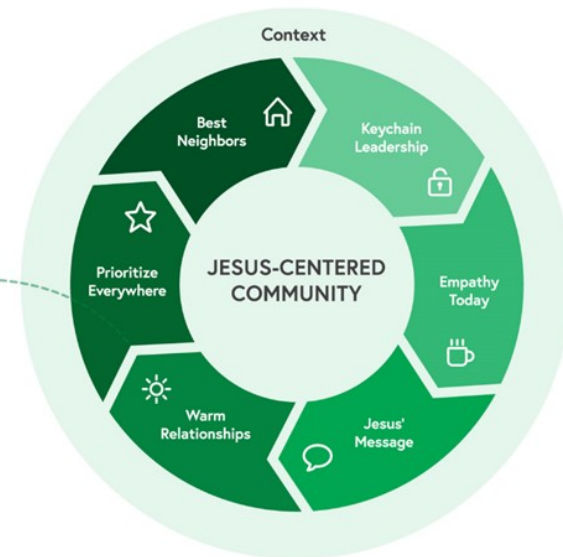 Context
Best
Neighbors
Keychain
Leadership
Prioritize
Everywhere
JESUS-CENTERED
COMMUNITY
Empathy
Today
Warm
Relationships
Jesus'
Message